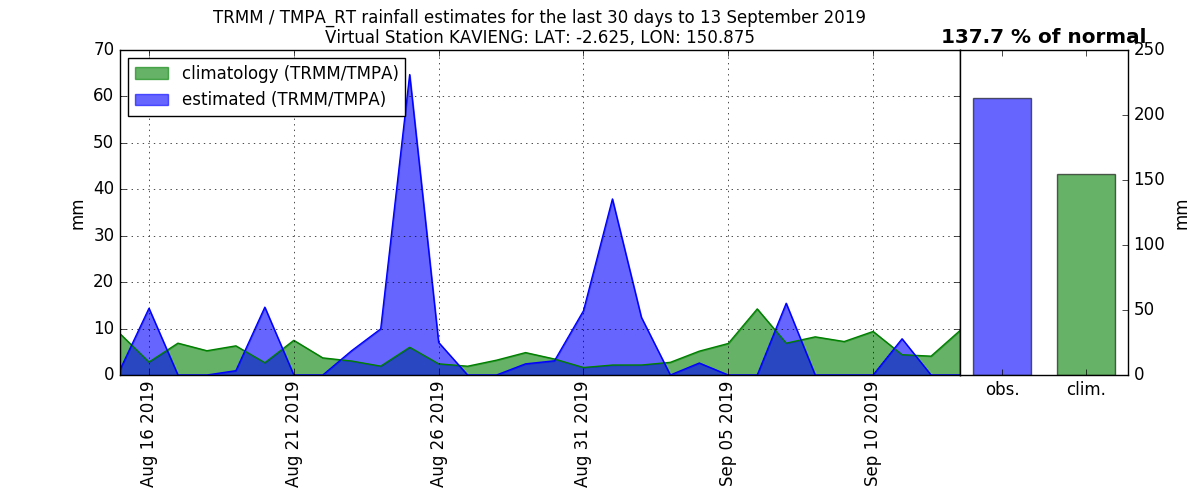 TRMM / TMPA_RT rainfall estimates for the last 30 days to 13 September 2019
Virtual Station KAVIENG: LAT: -2.625, LON: 150.875
137.7 % of normal
climatology (TRMM/TMPA)
estimated (TRMM/TMPA)
70
60
50
40
30
20
10
0
mm
Aug 16 2019
Aug 21 2019
Aug 26 2019
Aug 31 2019
Sep 05 2019
Sep 10 2019
250
200
150
100
50
0
mm
obs.
clim.